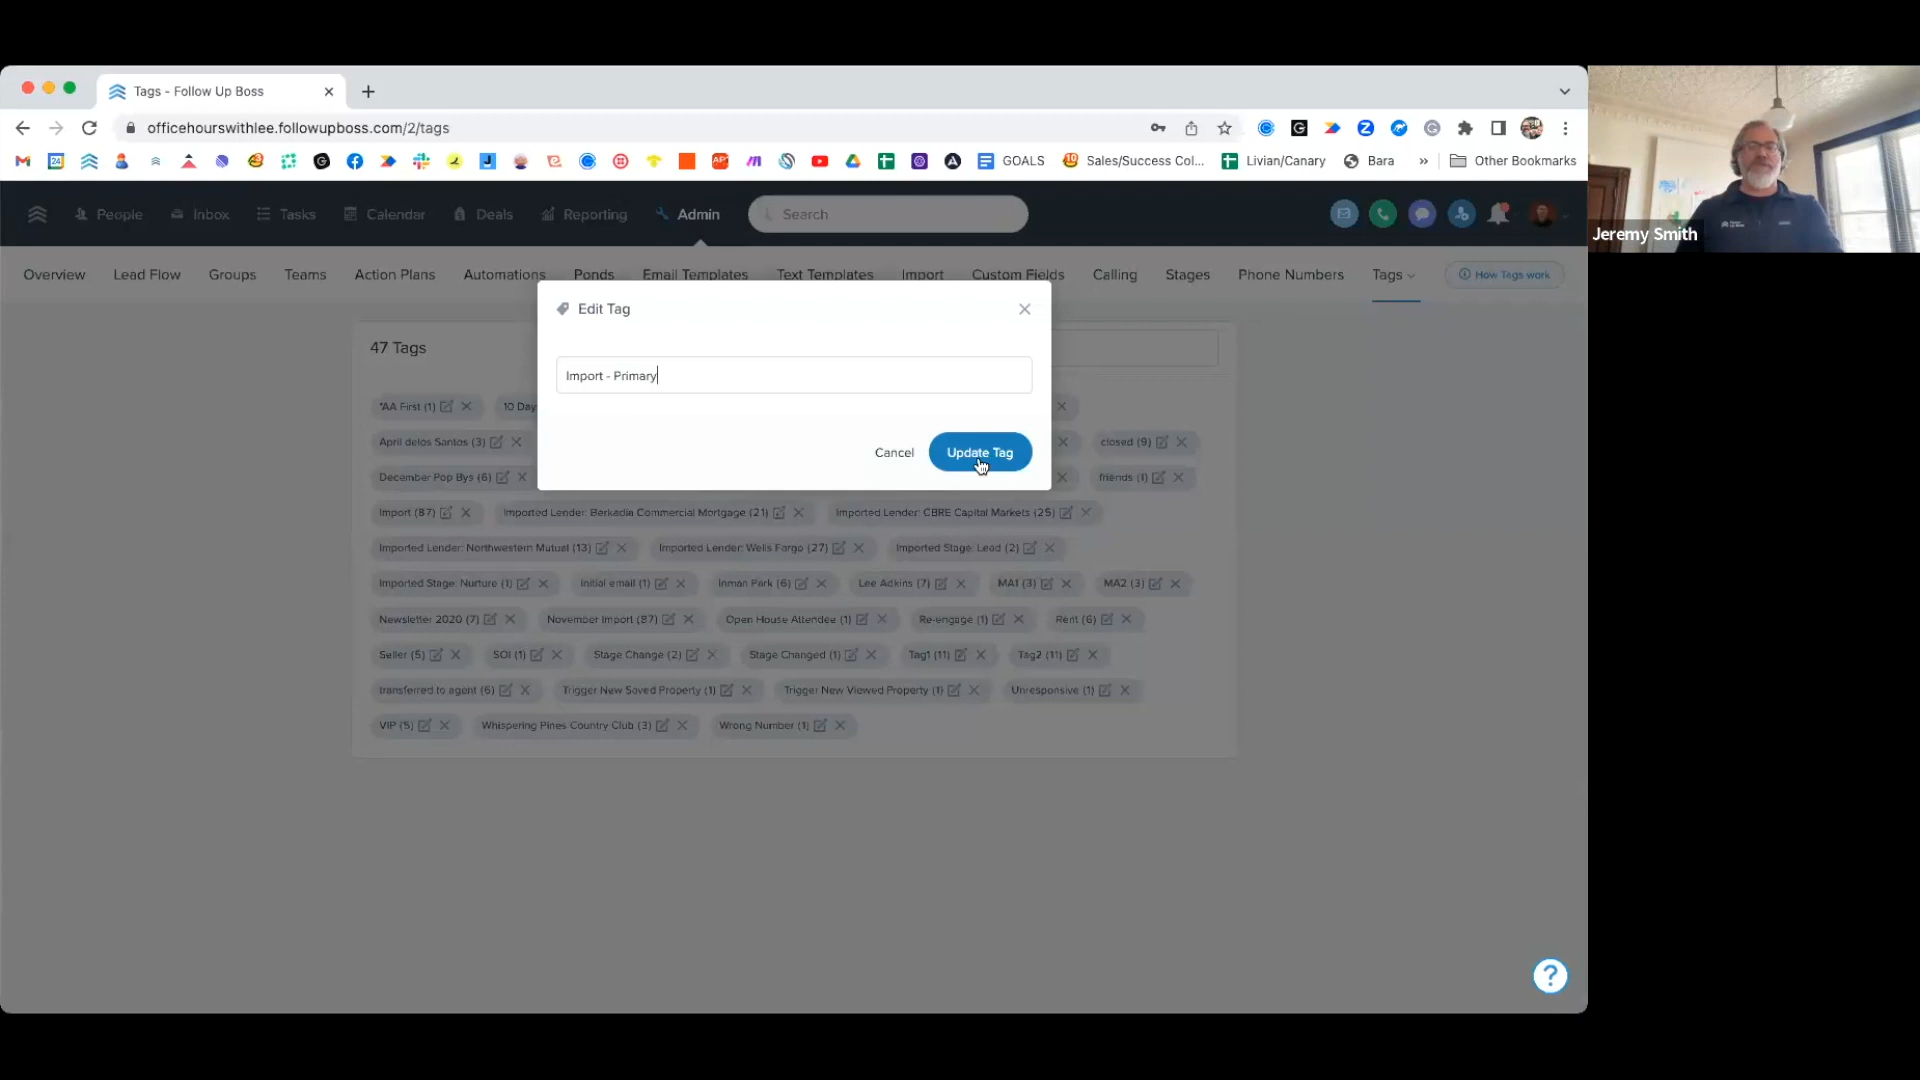 Tags - Follow Up Boss
officehourswithlee.followupboss.com/2/tags
GOALS Sales/Success Col... Livian/Canary Bara » Other Bookmarks
People Inbox Tasks Calendar Deals Reporting Admin Search
Jeremy Smith
Overview Lead Flow Groups Teams Action Plans Automations Ponds Email Templates Text Templates Import Custom Fields Calling Stages Phone Numbers Tags How Tags work
Edit Tag
47 Tags
Import - Primary
*AA First (1) 10 Day
April delos Santos (3) closed (9)
Cancel Update Tag
December Pop Bys (6) friends (1)
Import (87) Imported Lender: Berkadia Commercial Mortgage (21) Imported Lender: CBRE Capital Markets (25)
Imported Lender: Northwestern Mutual (13) Imported Lender: Wells Fargo (27) Imported Stage: Lead (2)
Imported Stage: Nurture (1) Initial email (1) Inman Park (6) Lee Adkins (7) MA1 (3) MA2 (3)
Newsletter 2020 (7) November Import (87) Open House Attendee (1) Re-engage (1) Rent (6)
Seller (5) SOI (1) Stage Change (2) Stage Changed (1) Tag1 (11) Tag2 (11)
transferred to agent (6) Trigger New Saved Property (1) Trigger New Viewed Property (1) Unresponsive (1)
VIP (5) Whispering Pines Country Club (3) Wrong Number (1)
?